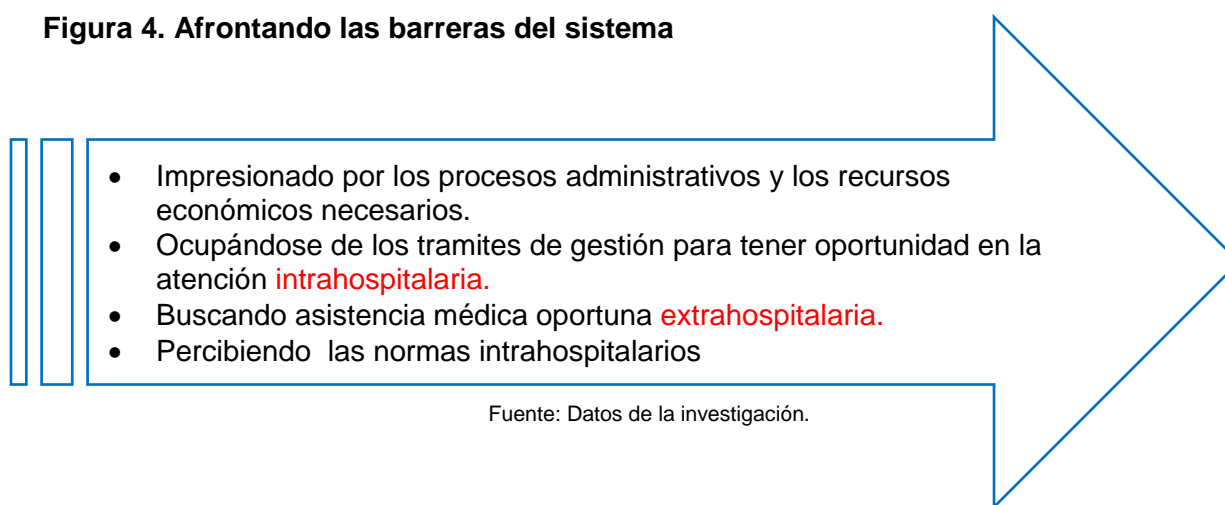 Figura 4. Afrontando las barreras del sistema
• Impresionado por los procesos administrativos y los recursos
económicos necesarios.
• Ocupándose de los tramites de gestión para tener oportunidad en la
atención intrahospitalaria.
• Buscando asistencia médica oportuna extrahospitalaria.
• Percibiendo  las normas intrahospitalarios
Fuente: Datos de la investigación.